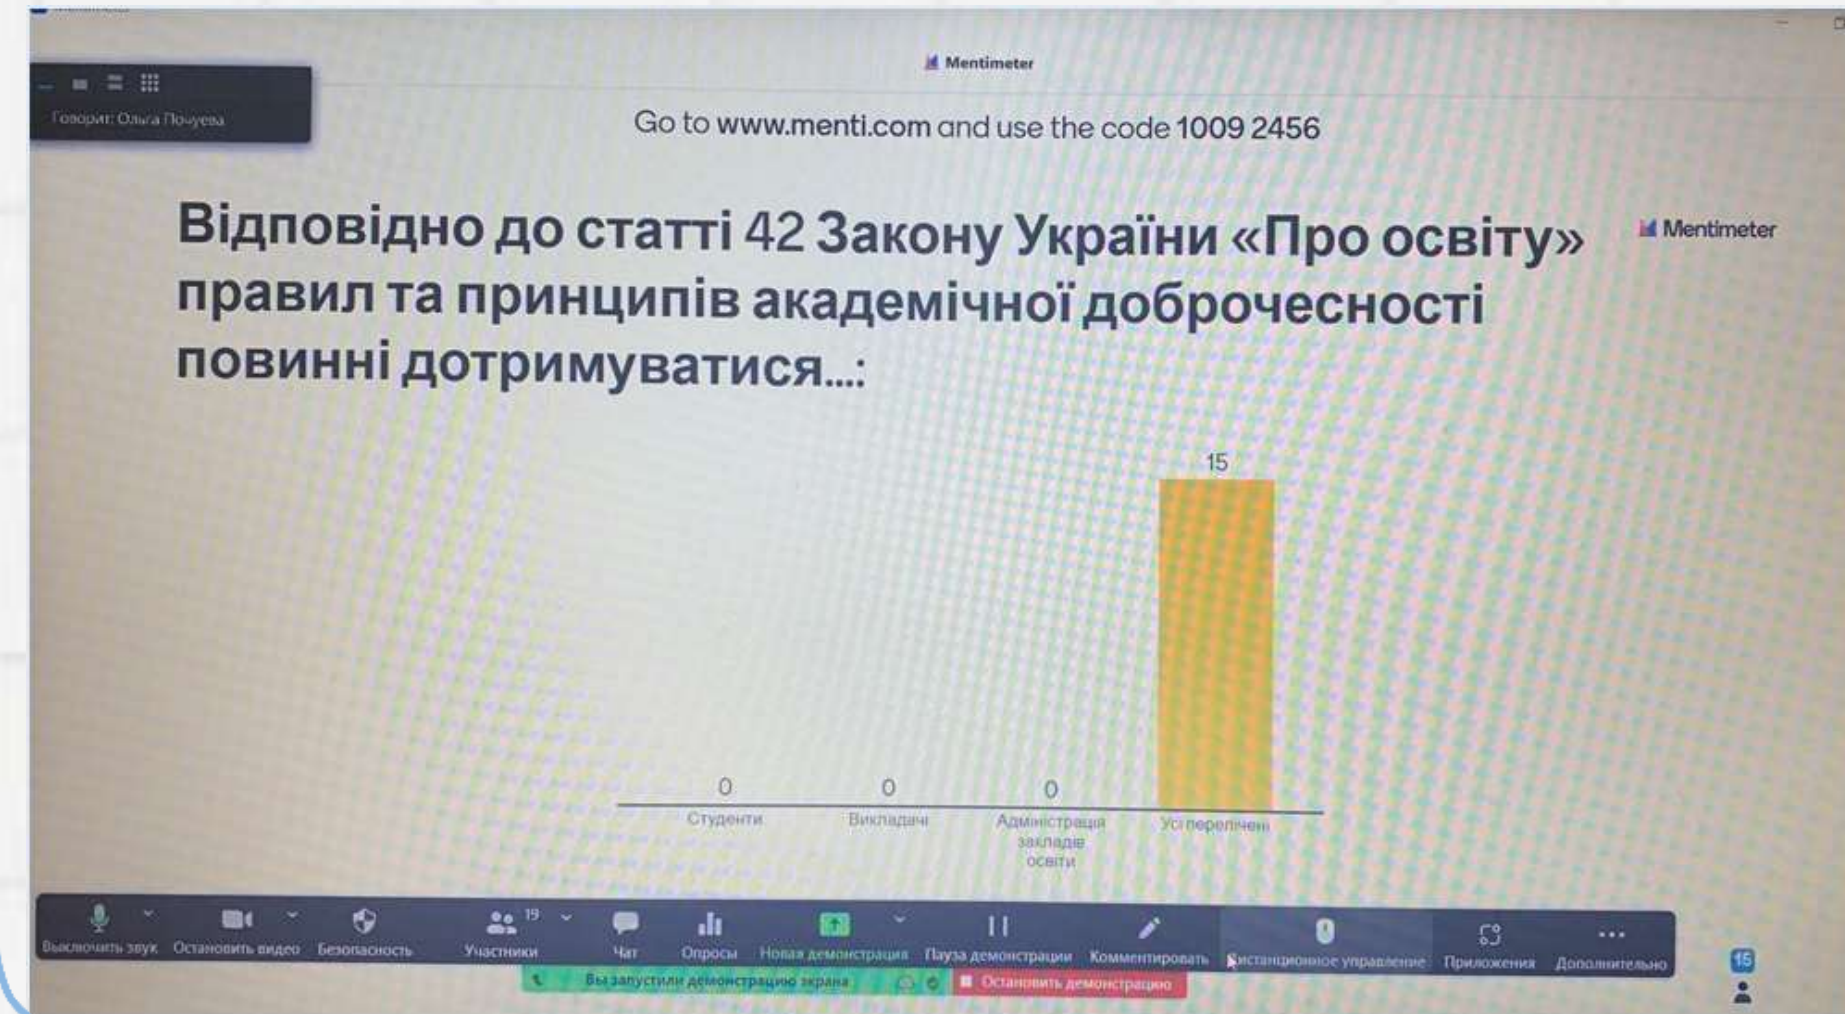 Mentimeter
Говорит: Ольга Почуева
Go to www.menti.com and use the code 1009 2456
Відповідно до статті 42 Закону України «Про освіту»
Mentimeter
правил та принципів академічної доброчесності
повинні дотримуватися...:
15
0
0
0
Студенти
Викладачі
Адміністрація
закладів
освіти
Усі перелічені
Выключить звук
Остановить видео
Безопасность
19
Участники
Чат
Опросы
Новая демонстрация
Пауза демонстрации
Комментировать
Дистанционное управление
Приложения
Дополнительно
Вы запустили демонстрацию экрана
Остановить демонстрацию
15